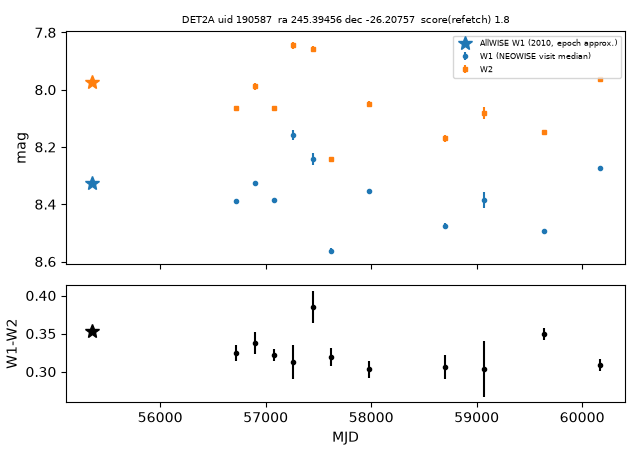 DET2A uid 190587  ra 245.39456 dec -26.20757  score(refetch) 1.8
7.8
8.0
8.2
8.4
8.6
mag
AllWISE W1 (2010, epoch approx.)
W1 (NEOWISE visit median)
W2
0.40
0.35
0.30
W1-W2
56000
57000
58000
59000
60000
MJD